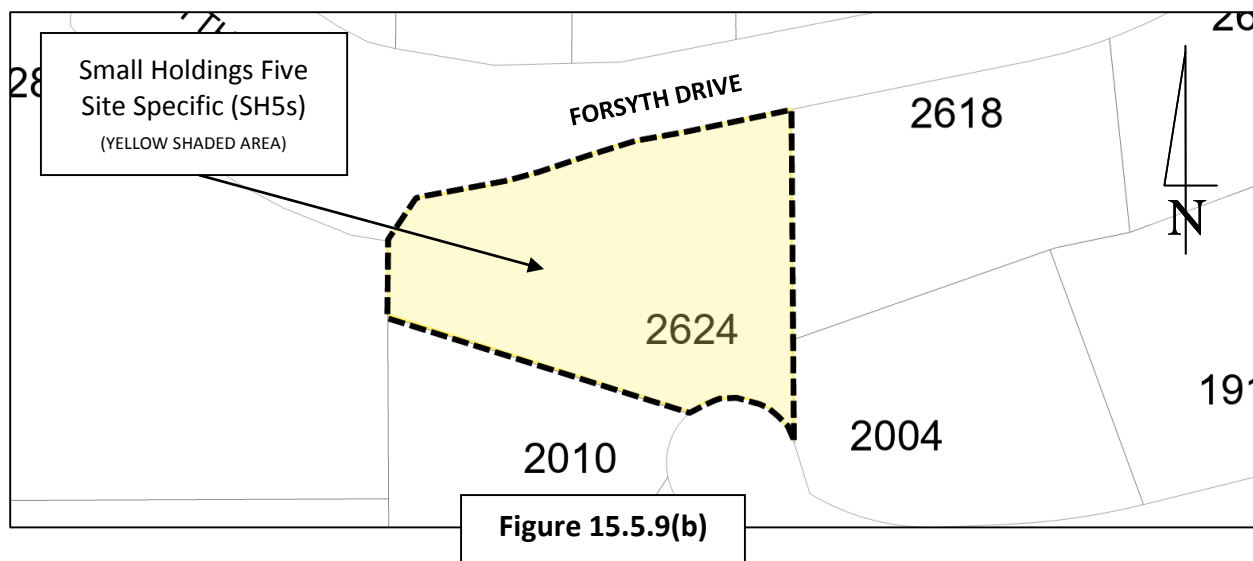 Small Holdings Five
Site Specific (SH5s)
(YELLOW SHADED AREA)
FORSYTH DRIVE
2618
N
2624
2004
2010
Figure 15.5.9(b)